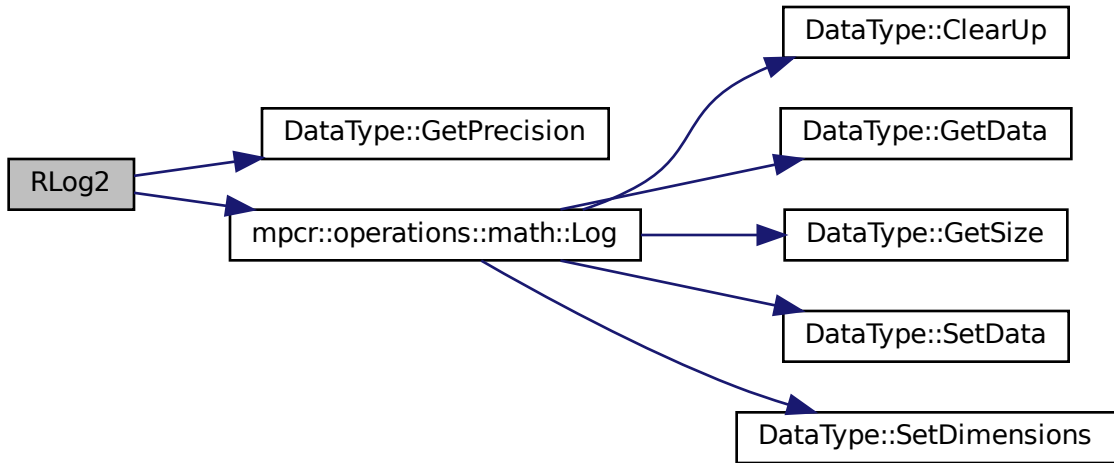 RLog2
DataType::GetPrecision
mpcr::operations::math::Log
DataType::ClearUp
DataType::GetData
DataType::GetSize
DataType::SetData
DataType::SetDimensions